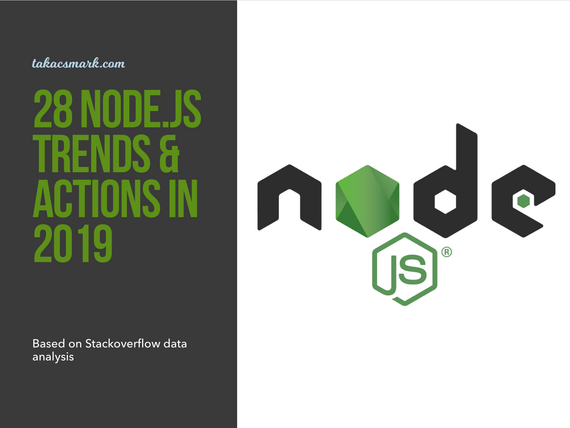 takacsmark.com
28 NODE.JS
TRENDS &
ACTIONS IN
2019
Based on Stackoverflow data
analysis
node
JS®